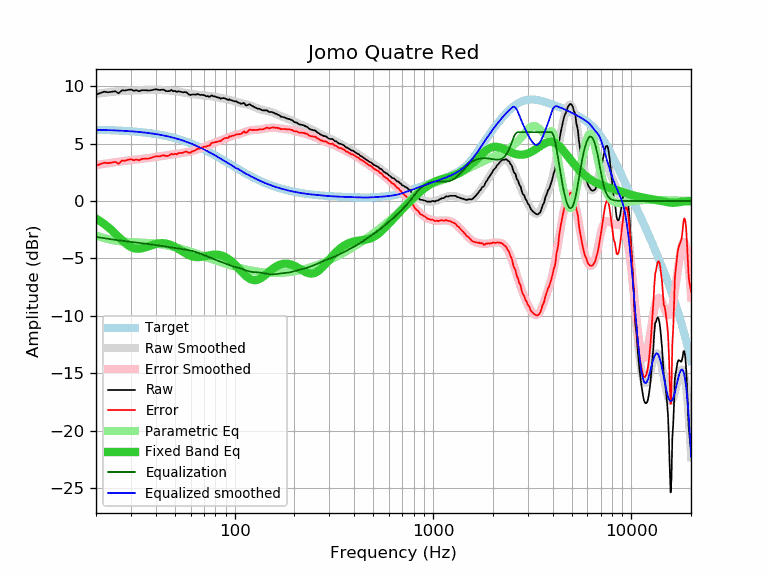 Jomo Quatre Red
10
5
0
−5
−10
−15
−20
−25
Amplitude (dBr)
Target
Raw Smoothed
Error Smoothed
Raw
Error
Parametric Eq
Fixed Band Eq
Equalization
Equalized smoothed
100
1000
10000
Frequency (Hz)